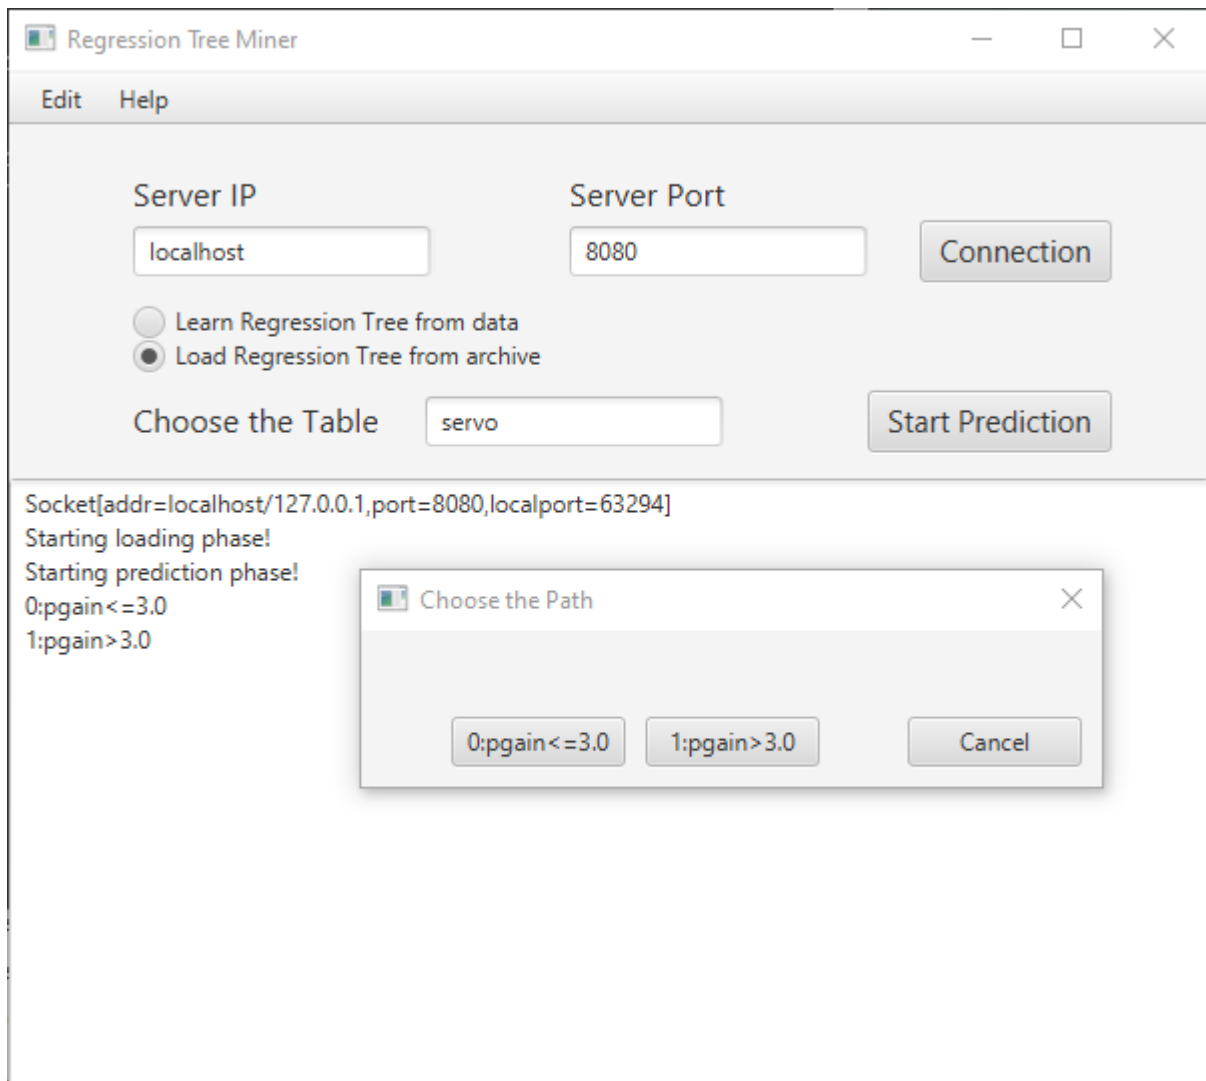 Regression Tree Miner
Edit Help
Server IP Server Port
localhost 8080 Connection
Learn Regression Tree from data
Load Regression Tree from archive
Choose the Table servo Start Prediction
Socket[addr=localhost/127.0.0.1,port=8080,localport=63294]
Starting loading phase!
Starting prediction phase!
0:pgain<=3.0
1:pgain>3.0
Choose the Path
0:pgain<=3.0 1:pgain>3.0 Cancel